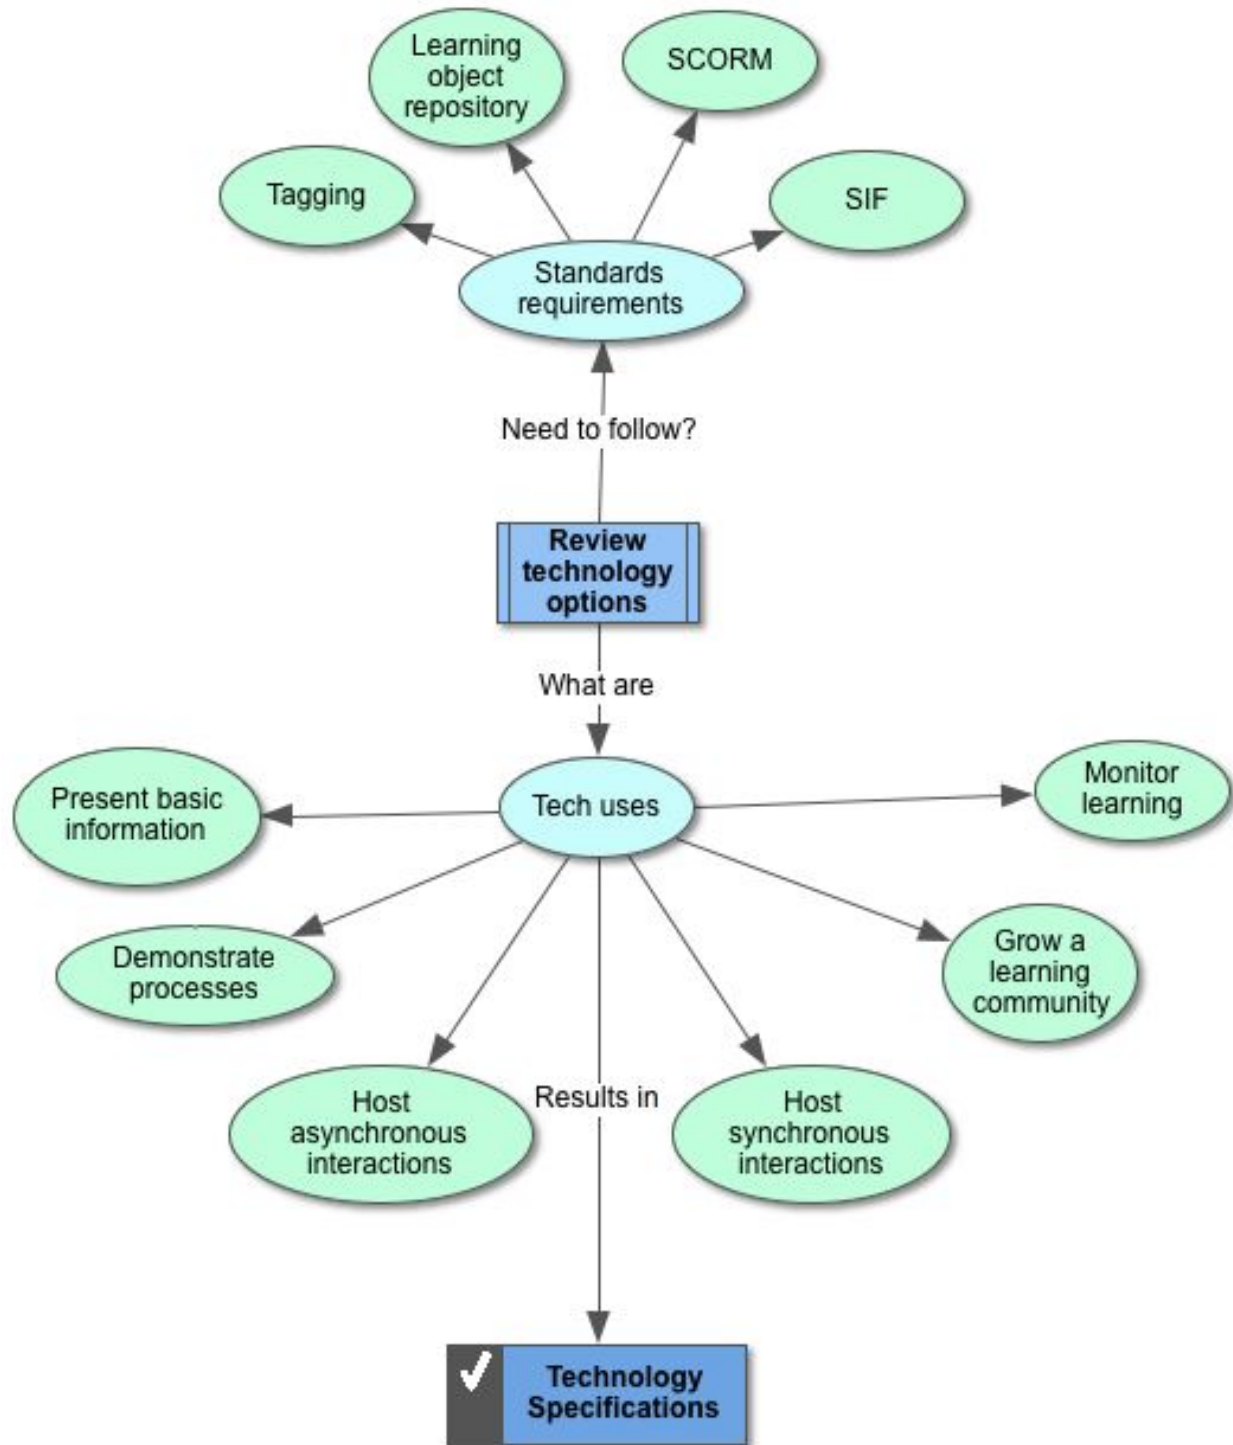 Learning
object
repository
SCORM
Tagging
SIF
Standards
requirements
Need to follow?
Review
technology
options
What are
Tech uses
Monitor
learning
Present basic
information
Grow a
learning
community
Demonstrate
processes
Host
asynchronous
interactions
Results in
Host
synchronous
interactions
Technology
Specifications